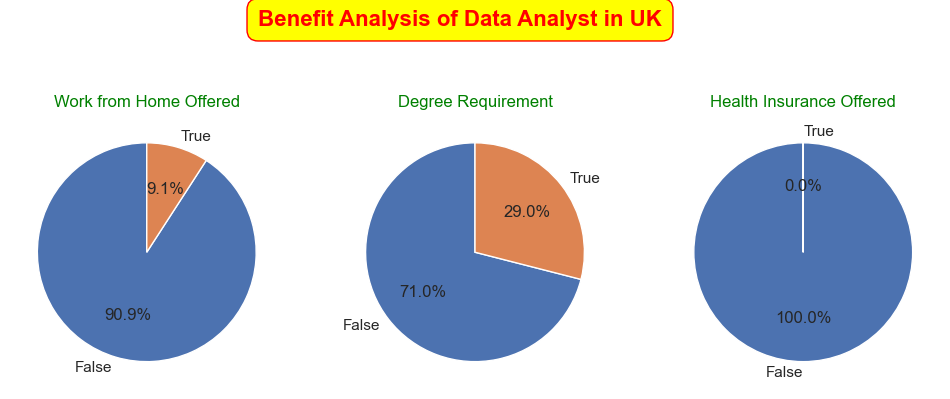 Benefit Analysis of Data Analyst in UK
Work from Home Offered
True
9.1%
90.9%
False
Degree Requirement
True
29.0%
71.0%
False
Health Insurance Offered
True
0.0%
100.0%
False